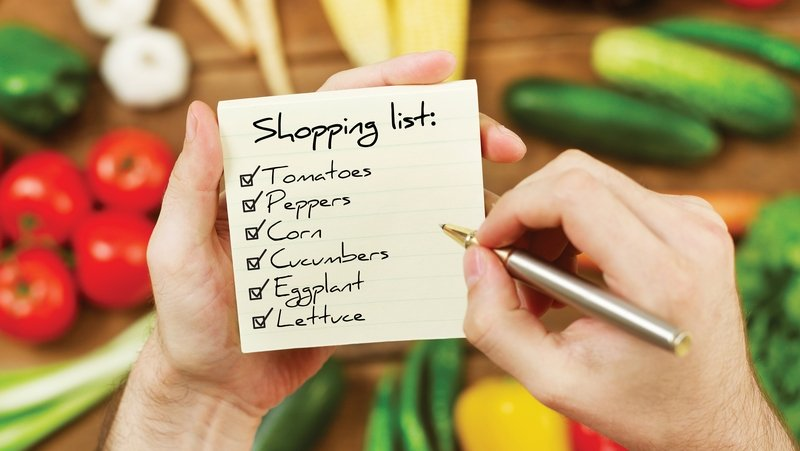 Shopping list:
Tomatoes
Peppers
Corn
Cucumbers
Eggplant
Lettuce